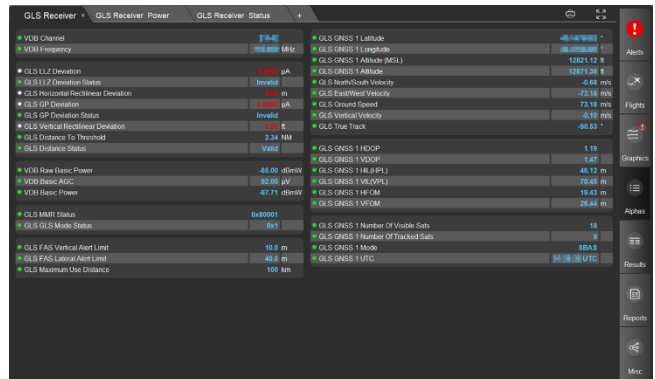 GLS Receiver × GLS Receiver Power GLS Receiver Status +
VDB Channel
VDB Frequency MHz
GLS LLZ Deviation µA
GLS LLZ Deviation Status Invalid
GLS Horizontal Rectilinear Deviation m
GLS GP Deviation µA
GLS GP Deviation Status Invalid
GLS Vertical Rectilinear Deviation ft
GLS Distance To Threshold 2.34 NM
GLS Distance Status Valid
VDB Raw Basic Power -65.00 dBmW
VDB Basic AGC 92.00 µV
VDB Basic Power -67.71 dBmW
GLS MMR Status 0x80001
GLS GLS Mode Status 0x1
GLS FAS Vertical Alert Limit 10.0 m
GLS FAS Lateral Alert Limit 40.0 m
GLS Maximum Use Distance 100 km
GLS GNSS 1 Latitude °
GLS GNSS 1 Longitude °
GLS GNSS 1 Altitude (MSL) 12821.12 ft
GLS GNSS 1 Altitude 12871.38 ft
GLS North/South Velocity -0.68 m/s
GLS East/West Velocity -73.18 m/s
GLS Ground Speed 73.18 m/s
GLS Vertical Velocity -0.10 m/s
GLS True Track -90.53 °
GLS GNSS 1 HDOP 1.19
GLS GNSS 1 VDOP 1.47
GLS GNSS 1 HIL(HPL) 46.12 m
GLS GNSS 1 VIL(VPL) 70.45 m
GLS GNSS 1 HFOM 19.43 m
GLS GNSS 1 VFOM 26.44 m
GLS GNSS 1 Number Of Visible Sats 18
GLS GNSS 1 Number Of Tracked Sats 9
GLS GNSS 1 Mode SBAS
GLS GNSS 1 UTC UTC
Alerts
Flights
Graphics
Alphas
Results
Reports
Misc